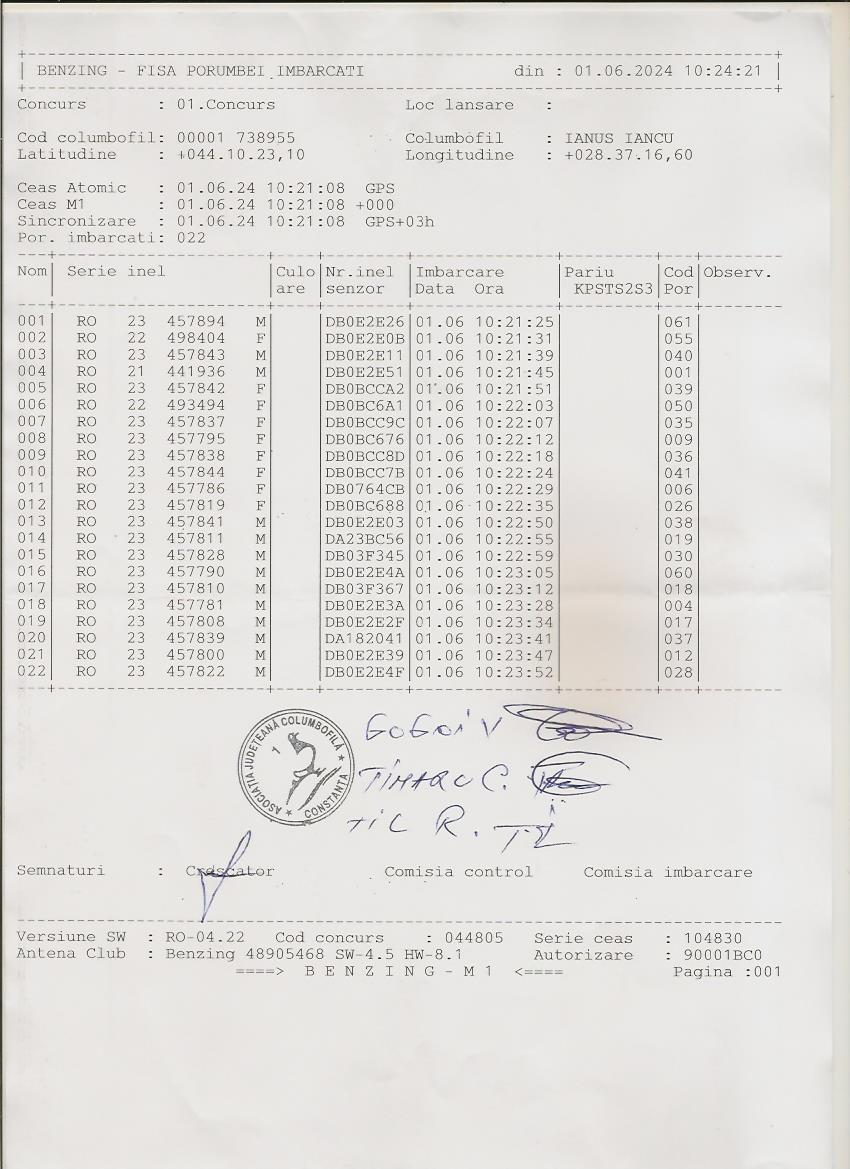 BENZING - FISA PORUMBEI IMBARCATI din : 01.06.2024 10:24:21
Concurs : 01.Concurs Loc lansare :
Cod columbofil: 00001 738955 Columbofil : IANUS IANCU
Latitudine : +044.10.23,10 Longitudine : +028.37.16,60
Ceas Atomic : 01.06.24 10:21:08 GPS
Ceas M1 : 01.06.24 10:21:08 +000
Sincronizare : 01.06.24 10:21:08 GPS+03h
Por. imbarcati: 022
Nom Serie inel Culo Nr.inel Imbarcare Pariu Cod Observ.
are senzor Data Ora KPSTS2S3 Por
001 RO 23 457894 M DB0E2E26 01.06 10:21:25 061
002 RO 22 498404 F DB0E2E0B 01.06 10:21:31 055
003 RO 23 457843 M DB0E2E11 01.06 10:21:39 040
004 RO 21 441936 M DB0E2E51 01.06 10:21:45 001
005 RO 23 457842 F DB0BCCA2 01.06 10:21:51 039
006 RO 22 493494 F DB0BC6A1 01.06 10:22:03 050
007 RO 23 457837 F DB0BCC9C 01.06 10:22:07 035
008 RO 23 457795 F DB0BC676 01.06 10:22:12 009
009 RO 23 457838 F DB0BCC8D 01.06 10:22:18 036
010 RO 23 457844 F DB0BCC7B 01.06 10:22:24 041
011 RO 23 457786 F DB0764CB 01.06 10:22:29 006
012 RO 23 457819 F DB0BC688 01.06 10:22:35 026
013 RO 23 457841 M DB0E2E03 01.06 10:22:50 038
014 RO 23 457811 M DA23BC56 01.06 10:22:55 019
015 RO 23 457828 M DB03F345 01.06 10:22:59 030
016 RO 23 457790 M DB0E2E4A 01.06 10:23:05 060
017 RO 23 457810 M DB03F367 01.06 10:23:12 018
018 RO 23 457781 M DB0E2E3A 01.06 10:23:28 004
019 RO 23 457808 M DB0E2E2F 01.06 10:23:34 017
020 RO 23 457839 M DA182041 01.06 10:23:41 037
021 RO 23 457800 M DB0E2E39 01.06 10:23:47 012
022 RO 23 457822 M DB0E2E4F 01.06 10:23:52 028
ASOCIAȚIA JUDEȚEANĂ COLUMBOFILĂ * CONSTANTA *
1
GOGOI V
TIMARU C.
TIL R.
Semnaturi : Crescator Comisia control Comisia imbarcare
Versiune SW : RO-04.22 Cod concurs : 044805 Serie ceas : 104830
Antena Club : Benzing 48905468 SW-4.5 HW-8.1 Autorizare : 90001BC0
====> B E N Z I N G - M 1 <==== Pagina :001